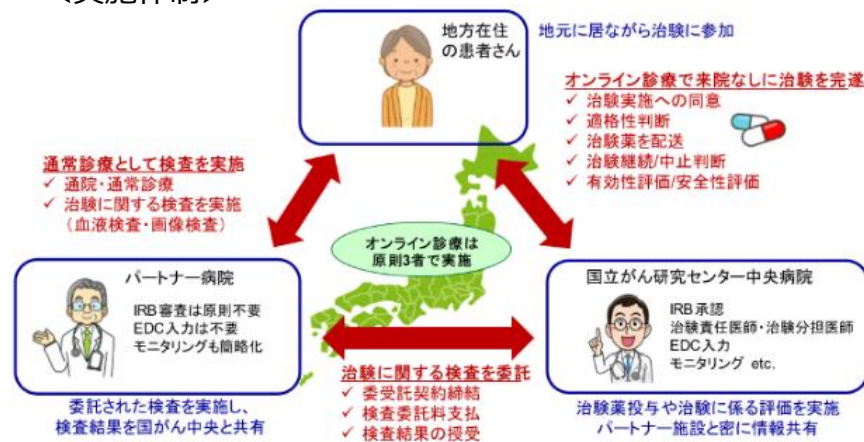 地方在住
の患者さん
地元に居ながら治験に参加
オンライン診療で来院なしに治験を完遂
✓ 治験実施への同意
✓ 適格性判断
✓ 治験薬を配送
✓ 治験継続/中止判断
✓ 有効性評価/安全性評価
通常診療として検査を実施
✓ 通院・通常診療
✓ 治験に関する検査を実施
（血液検査・画像検査）
オンライン診療は
原則3者で実施
パートナー病院
IRB審査は原則不要
EDC入力は不要
モニタリングも簡略化
委託された検査を実施し、
検査結果を国がん中央と共有
治験に関する検査を委託
✓ 委受託契約締結
✓ 検査委託料支払
✓ 検査結果の授受
国立がん研究センター中央病院
IRB承認
治験責任医師・治験分担医師
EDC入力
モニタリング etc.
治験薬投与や治験に係る評価を実施
パートナー施設と密に情報共有